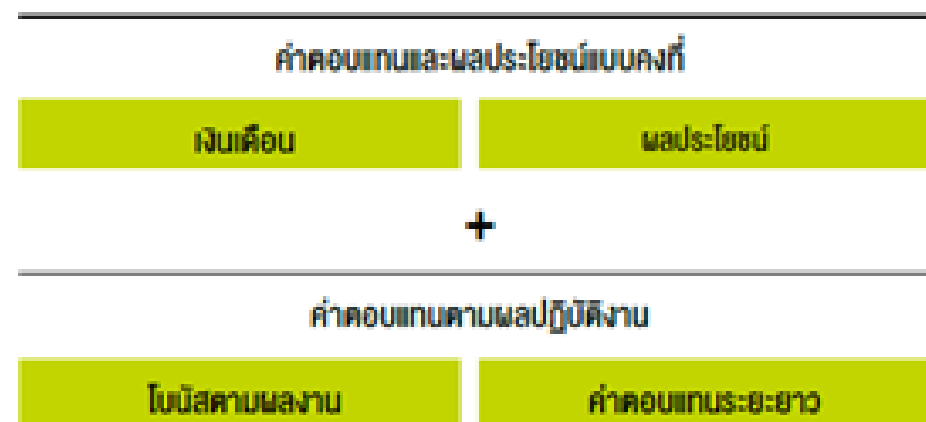 ค่าตอบแทนและผลประโยชน์แบบคงที่
เงินเดือน ผลประโยชน์
+
ค่าตอบแทนตามผลปฏิบัติงาน
โบนัสตามผลงาน ค่าตอบแทนระยะยาว